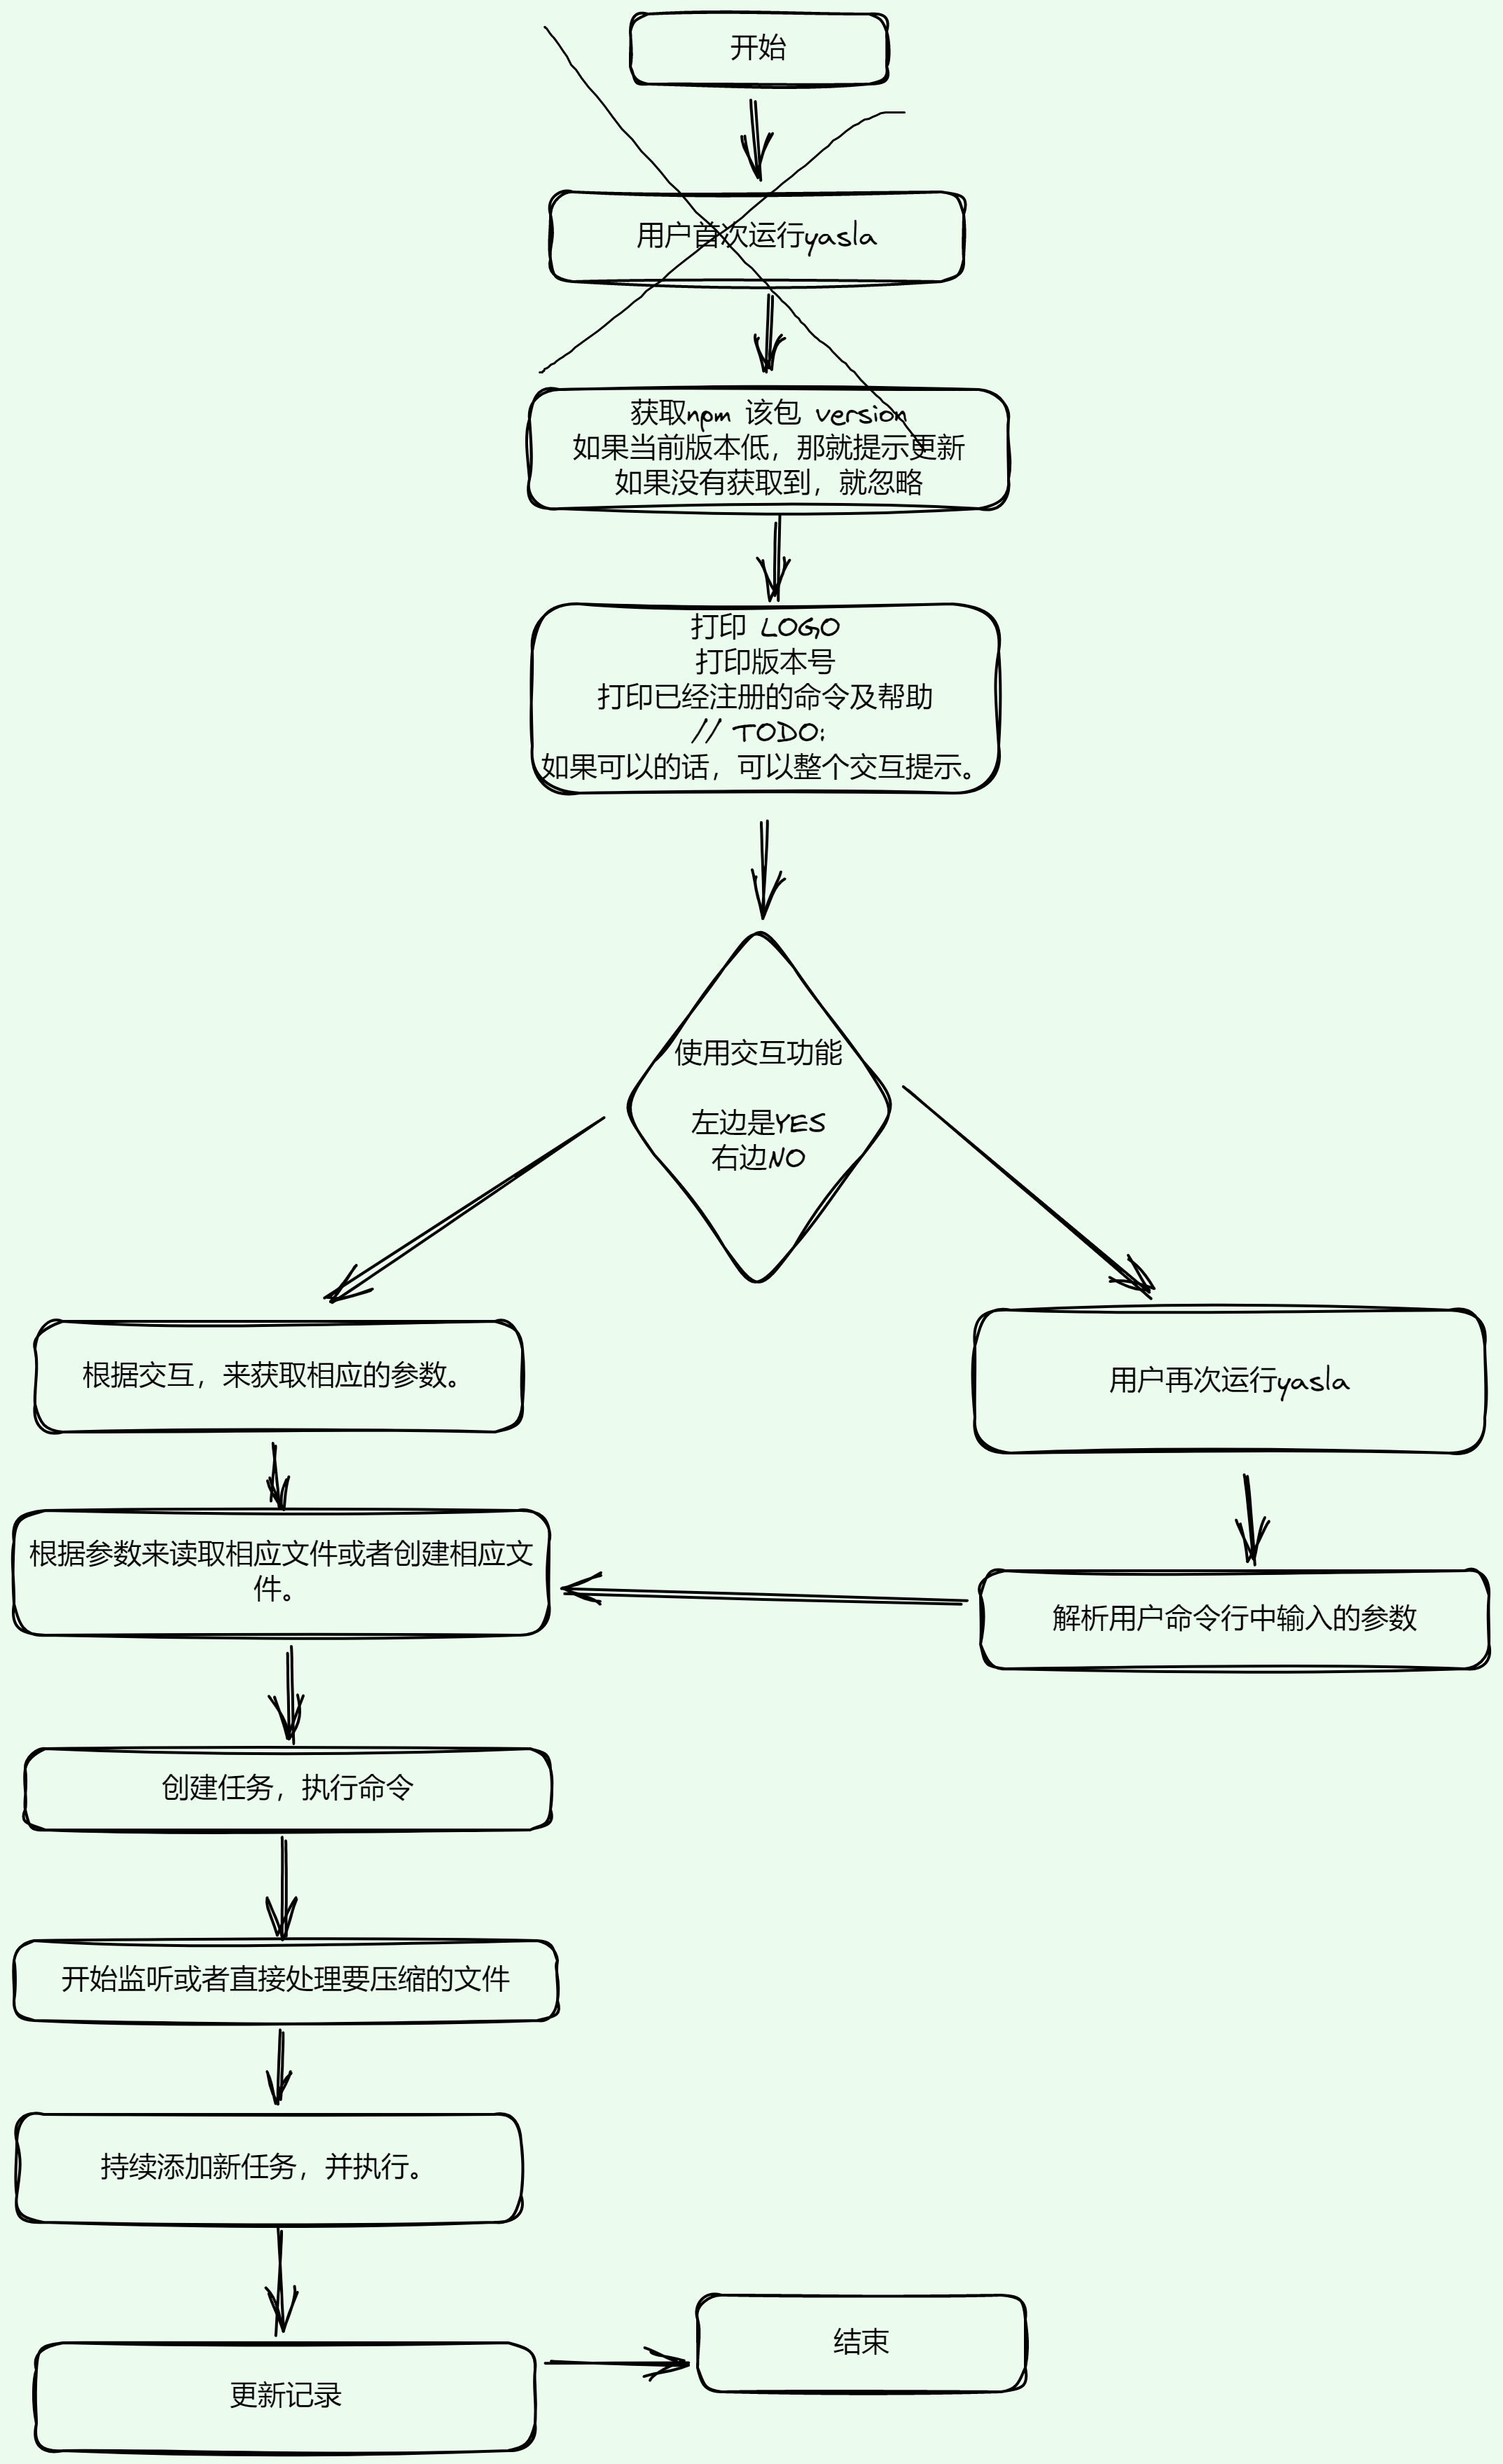 开始
用户首次运行yasla
获取npm 该包 version
如果当前版本低，那就提示更新
如果没有获取到，就忽略
打印 LOGO
打印版本号
打印已经注册的命令及帮助
// TODO:
如果可以的话，可以整个交互提示。
使用交互功能
左边是YES
右边NO
根据交互，来获取相应的参数。
用户再次运行yasla
根据参数来读取相应文件或者创建相应文
件。
解析用户命令行中输入的参数
创建任务，执行命令
开始监听或者直接处理要压缩的文件
持续添加新任务，并执行。
结束
更新记录